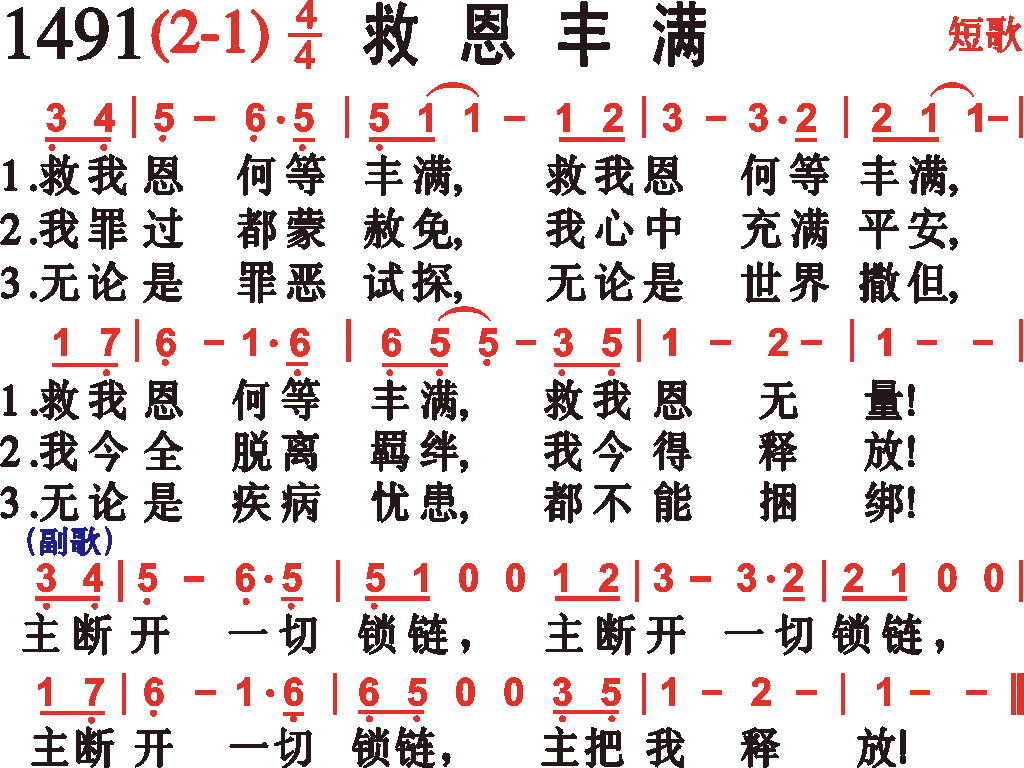 1491(2-1) 4/4 救恩丰满 短歌
3 4 | 5 - 6·5 | 5 1 1 - 1 2 | 3 - 3·2 | 2 1 1- |
1.救我恩 何等 丰满, 救我恩 何等 丰满,
2.我罪过 都蒙 赦免, 我心中 充满 平安,
3.无论是 罪恶 试探, 无论是 世界 撒但,
1 7 | 6 - 1·6 | 6 5 5 - 3 5 | 1 - 2 - | 1 - - |
1.救我恩 何等 丰满, 救我恩 无 量!
2.我今全 脱离 羁绊, 我今得 释 放!
3.无论是 疾病 忧患, 都不能 捆 绑!
(副歌)
3 4 | 5 - 6·5 | 5 1 0 0 1 2 | 3 - 3·2 | 2 1 0 0 |
主断开 一切 锁链, 主断开 一切 锁链,
1 7 | 6 - 1·6 | 6 5 0 0 3 5 | 1 - 2 - | 1 - - ‖
主断开 一切 锁链, 主把我 释 放!